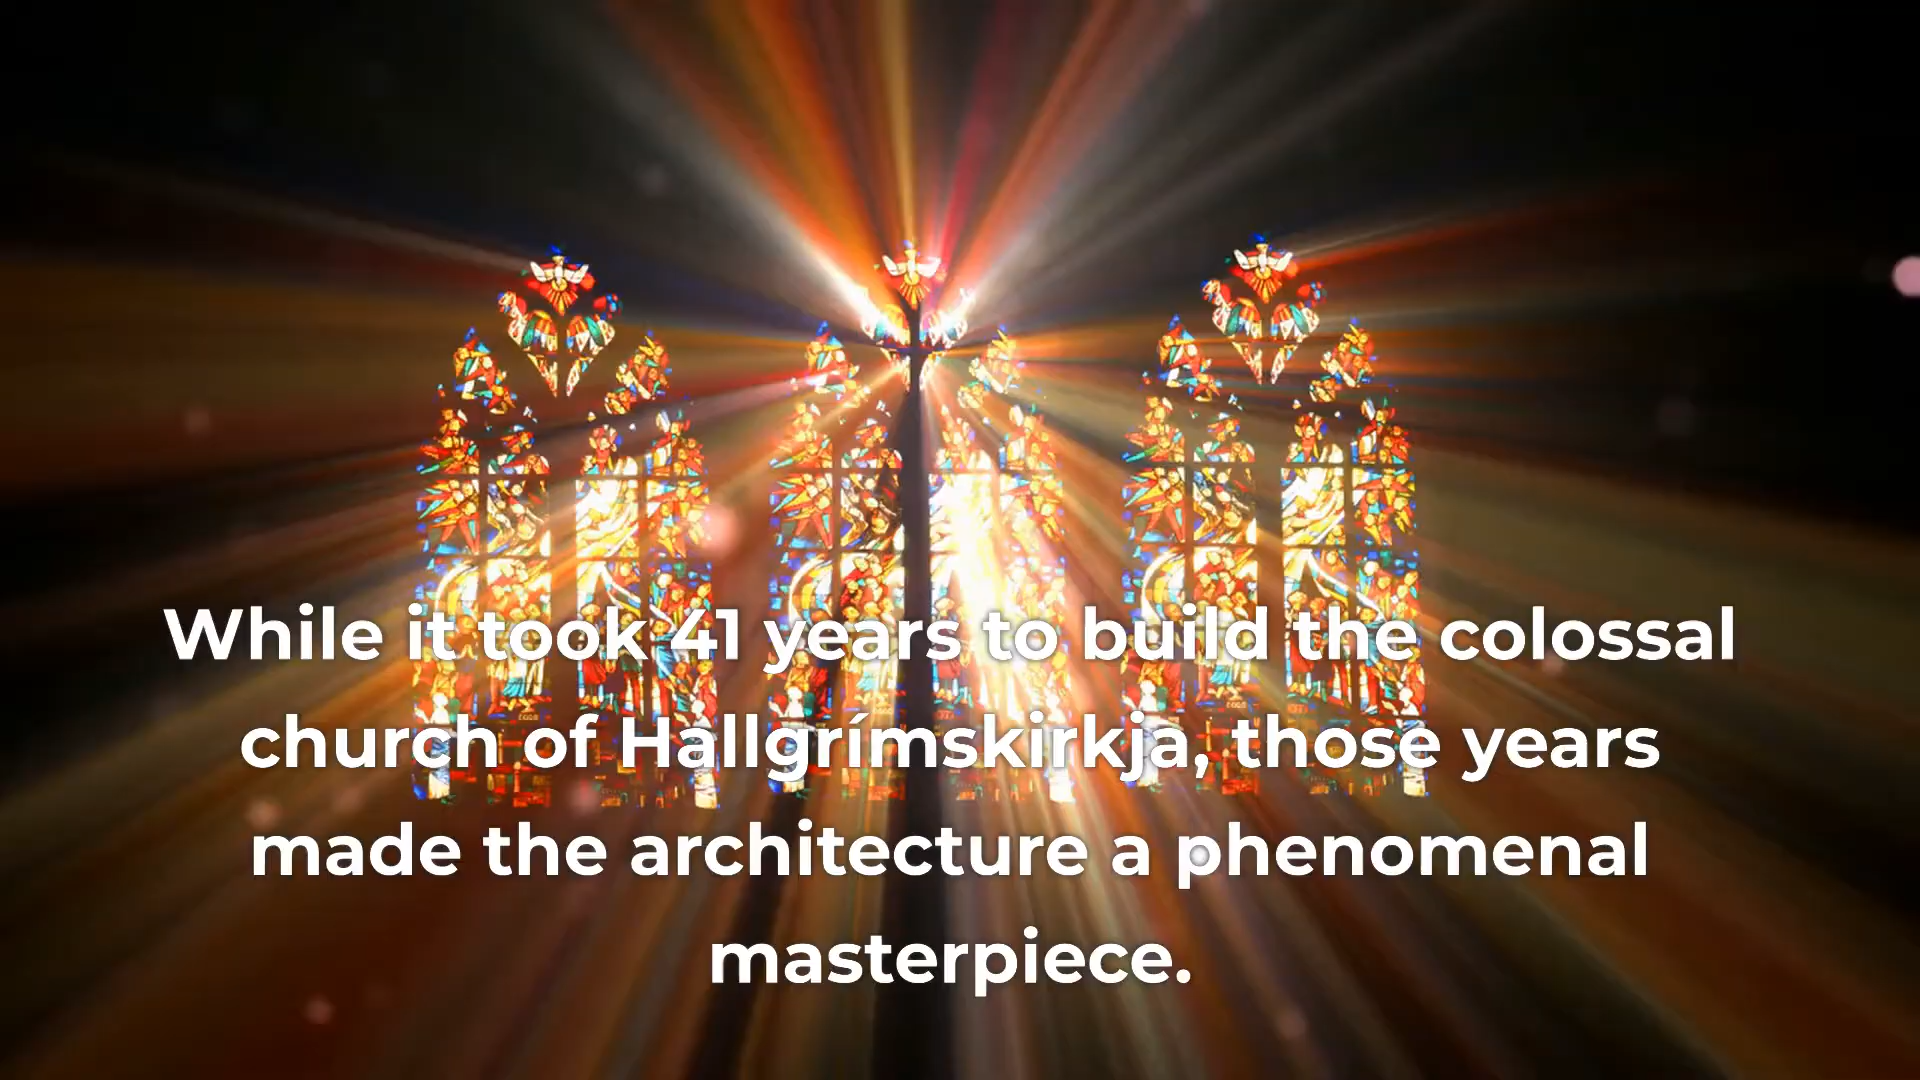 While it took 41 years to build the colossal
church of Hallgrímskirkja, those years
made the architecture a phenomenal
masterpiece.